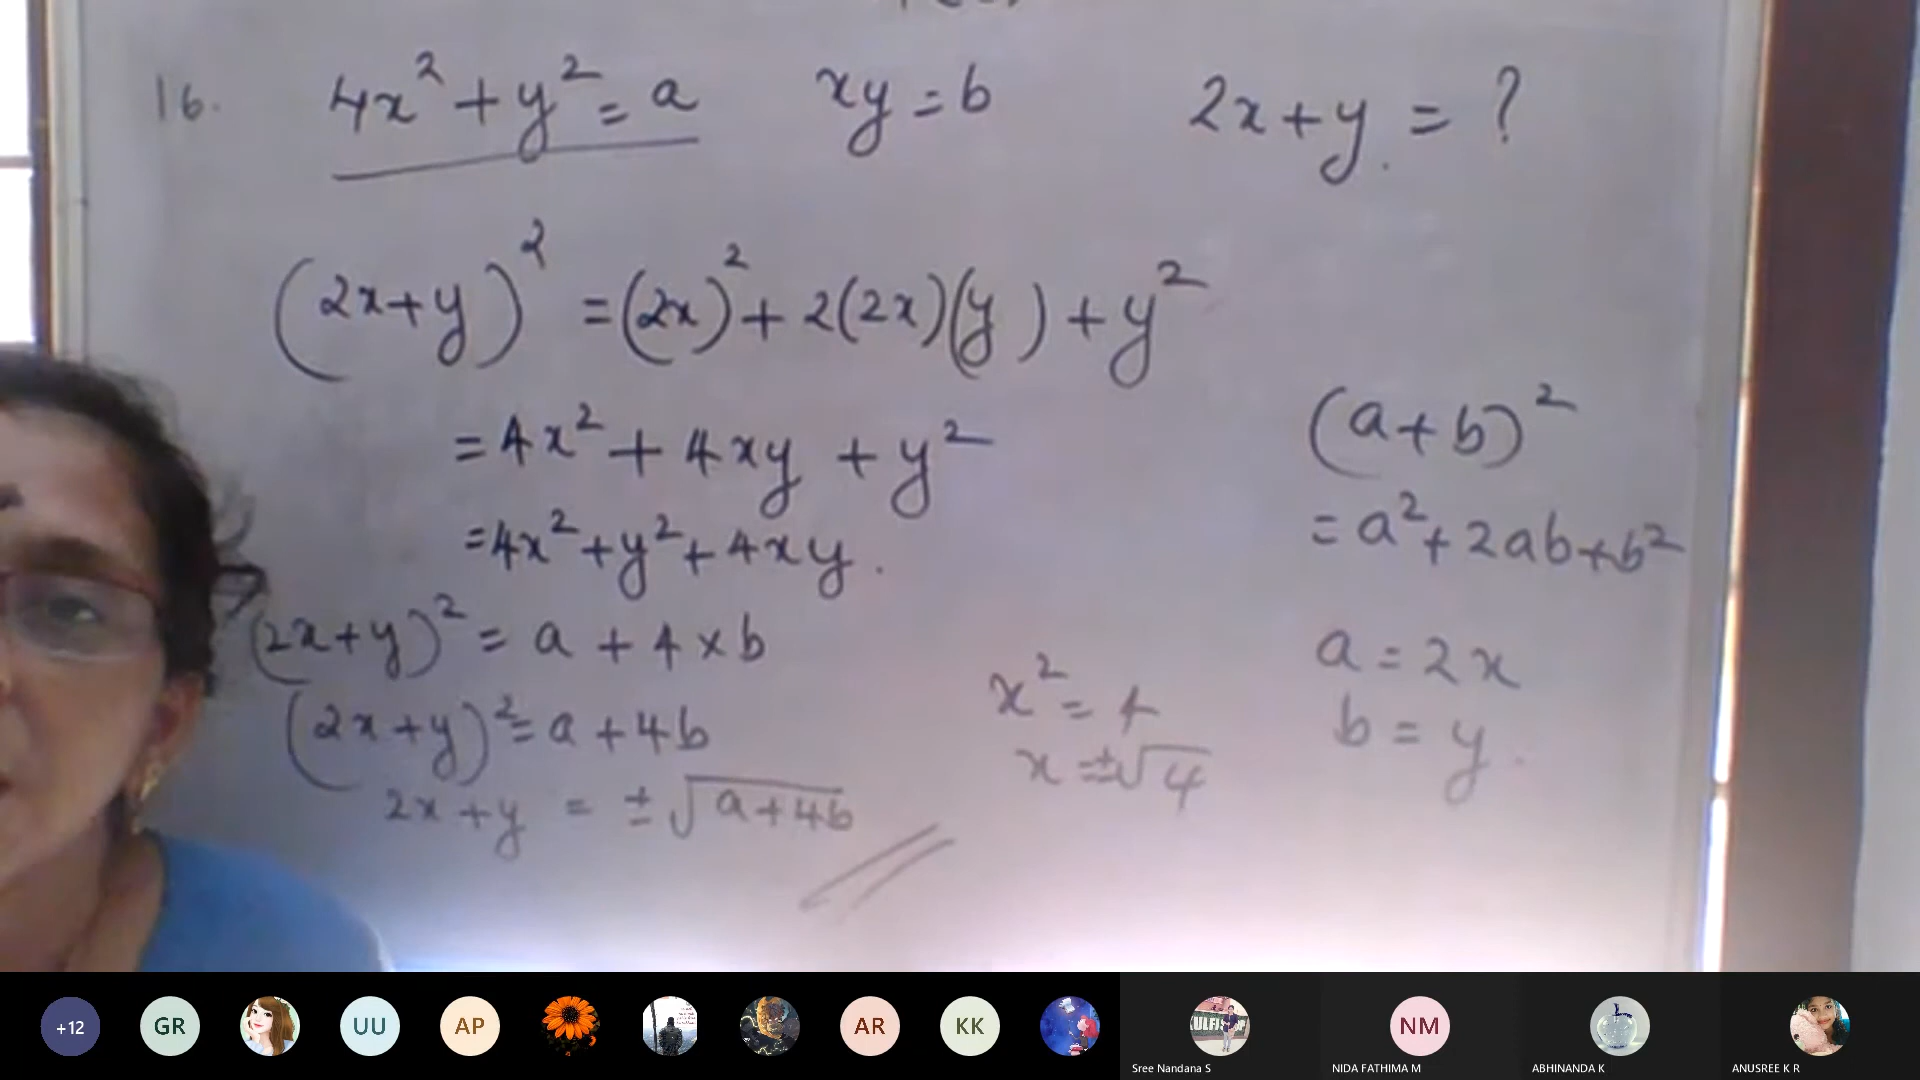 16. 4x² + y² = a xy = b 2x + y = ?
(2x+y)² = (2x)² + 2(2x)(y) + y²
= 4x² + 4xy + y²
= 4x² + y² + 4xy.
(2x+y)² = a + 4 × b
(2x+y)² = a + 4b
2x + y = ± √a+4b
x² = 4
x = ±√4
(a+b)²
= a² + 2ab + b²
a = 2x
b = y.
+12
GR
UU
AP
AR
KK
Sree Nandana S
NM
NIDA FATHIMA M
ABHINANDA K
ANUSREE K R